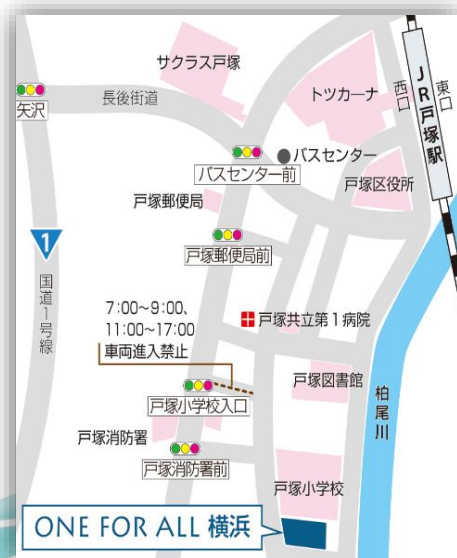 サクラス戸塚
トツカーナ
JR戸塚駅
西口
東口
矢沢
長後街道
バスセンター
バスセンター前
戸塚区役所
戸塚郵便局
1
戸塚郵便局前
国道1号線
7:00~9:00、
11:00~17:00
車両進入禁止
戸塚共立第1病院
戸塚図書館
柏尾川
戸塚小学校入口
戸塚消防署
戸塚消防署前
戸塚小学校
ONE FOR ALL 横浜